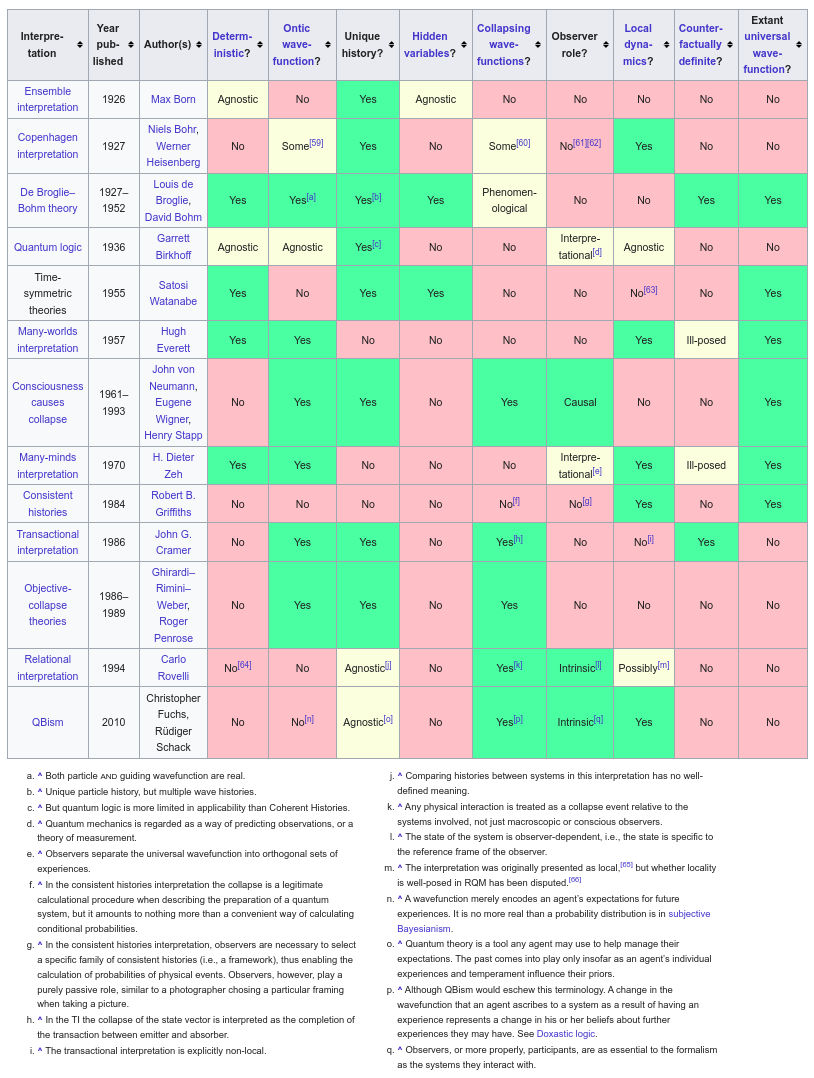 Interpre-
tation
Year
pub-
lished
Author(s)
Determ-
inistic?
Ontic
wave-
function?
Unique
history?
Hidden
variables?
Collapsing
wave-
functions?
Observer
role?
Local
dyna-
mics?
Counter-
factually
definite?
Extant
universal
wave-
function?
Ensemble
interpretation
1926
Max Born
Agnostic
No
Yes
Agnostic
No
No
No
No
No
Copenhagen
interpretation
1927
Niels Bohr,
Werner
Heisenberg
No
Some[59]
Yes
No
Some[60]
No[61][62]
Yes
No
No
De Broglie–
Bohm theory
1927–
1952
Louis de
Broglie,
David Bohm
Yes
Yes[a]
Yes[b]
Yes
Phenomen-
ological
No
No
Yes
Yes
Quantum logic
1936
Garrett
Birkhoff
Agnostic
Agnostic
Yes[c]
No
No
Interpre-
tational[d]
Agnostic
No
No
Time-
symmetric
theories
1955
Satosi
Watanabe
Yes
No
Yes
Yes
No
No
No[63]
No
Yes
Many-worlds
interpretation
1957
Hugh
Everett
Yes
Yes
No
No
No
No
Yes
Ill-posed
Yes
Consciousness
causes
collapse
1961–
1993
John von
Neumann,
Eugene
Wigner,
Henry Stapp
No
Yes
Yes
No
Yes
Causal
No
No
Yes
Many-minds
interpretation
1970
H. Dieter
Zeh
Yes
Yes
No
No
No
Interpre-
tational[e]
Yes
Ill-posed
Yes
Consistent
histories
1984
Robert B.
Griffiths
No
No
No
No
No[f]
No[g]
Yes
No
Yes
Transactional
interpretation
1986
John G.
Cramer
No
Yes
Yes
No
Yes[h]
No
No[i]
Yes
No
Objective-
collapse
theories
1986–
1989
Ghirardi–
Rimini–
Weber,
Roger
Penrose
No
Yes
Yes
No
Yes
No
No
No
No
Relational
interpretation
1994
Carlo
Rovelli
No[64]
No
Agnostic[j]
No
Yes[k]
Intrinsic[l]
Possibly[m]
No
No
QBism
2010
Christopher
Fuchs,
Rüdiger
Schack
No
No[n]
Agnostic[o]
No
Yes[p]
Intrinsic[q]
Yes
No
No
a. ^ Both particle AND guiding wavefunction are real.
b. ^ Unique particle history, but multiple wave histories.
c. ^ But quantum logic is more limited in applicability than Coherent Histories.
d. ^ Quantum mechanics is regarded as a way of predicting observations, or a
theory of measurement.
e. ^ Observers separate the universal wavefunction into orthogonal sets of
experiences.
f. ^ In the consistent histories interpretation the collapse is a legitimate
calculational procedure when describing the preparation of a quantum
system, but it amounts to nothing more than a convenient way of calculating
conditional probabilities.
g. ^ In the consistent histories interpretation, observers are necessary to select
a specific family of consistent histories (i.e., a framework), thus enabling the
calculation of probabilities of physical events. Observers, however, play a
purely passive role, similar to a photographer chosing a particular framing
when taking a picture.
h. ^ In the TI the collapse of the state vector is interpreted as the completion of
the transaction between emitter and absorber.
i. ^ The transactional interpretation is explicitly non-local.
j. ^ Comparing histories between systems in this interpretation has no well-
defined meaning.
k. ^ Any physical interaction is treated as a collapse event relative to the
systems involved, not just macroscopic or conscious observers.
l. ^ The state of the system is observer-dependent, i.e., the state is specific to
the reference frame of the observer.
m. ^ The interpretation was originally presented as local,[65] but whether locality
is well-posed in RQM has been disputed.[66]
n. ^ A wavefunction merely encodes an agent's expectations for future
experiences. It is no more real than a probability distribution is in subjective
Bayesianism.
o. ^ Quantum theory is a tool any agent may use to help manage their
expectations. The past comes into play only insofar as an agent's individual
experiences and temperament influence their priors.
p. ^ Although QBism would eschew this terminology. A change in the
wavefunction that an agent ascribes to a system as a result of having an
experience represents a change in his or her beliefs about further
experiences they may have. See Doxastic logic.
q. ^ Observers, or more properly, participants, are as essential to the formalism
as the systems they interact with.